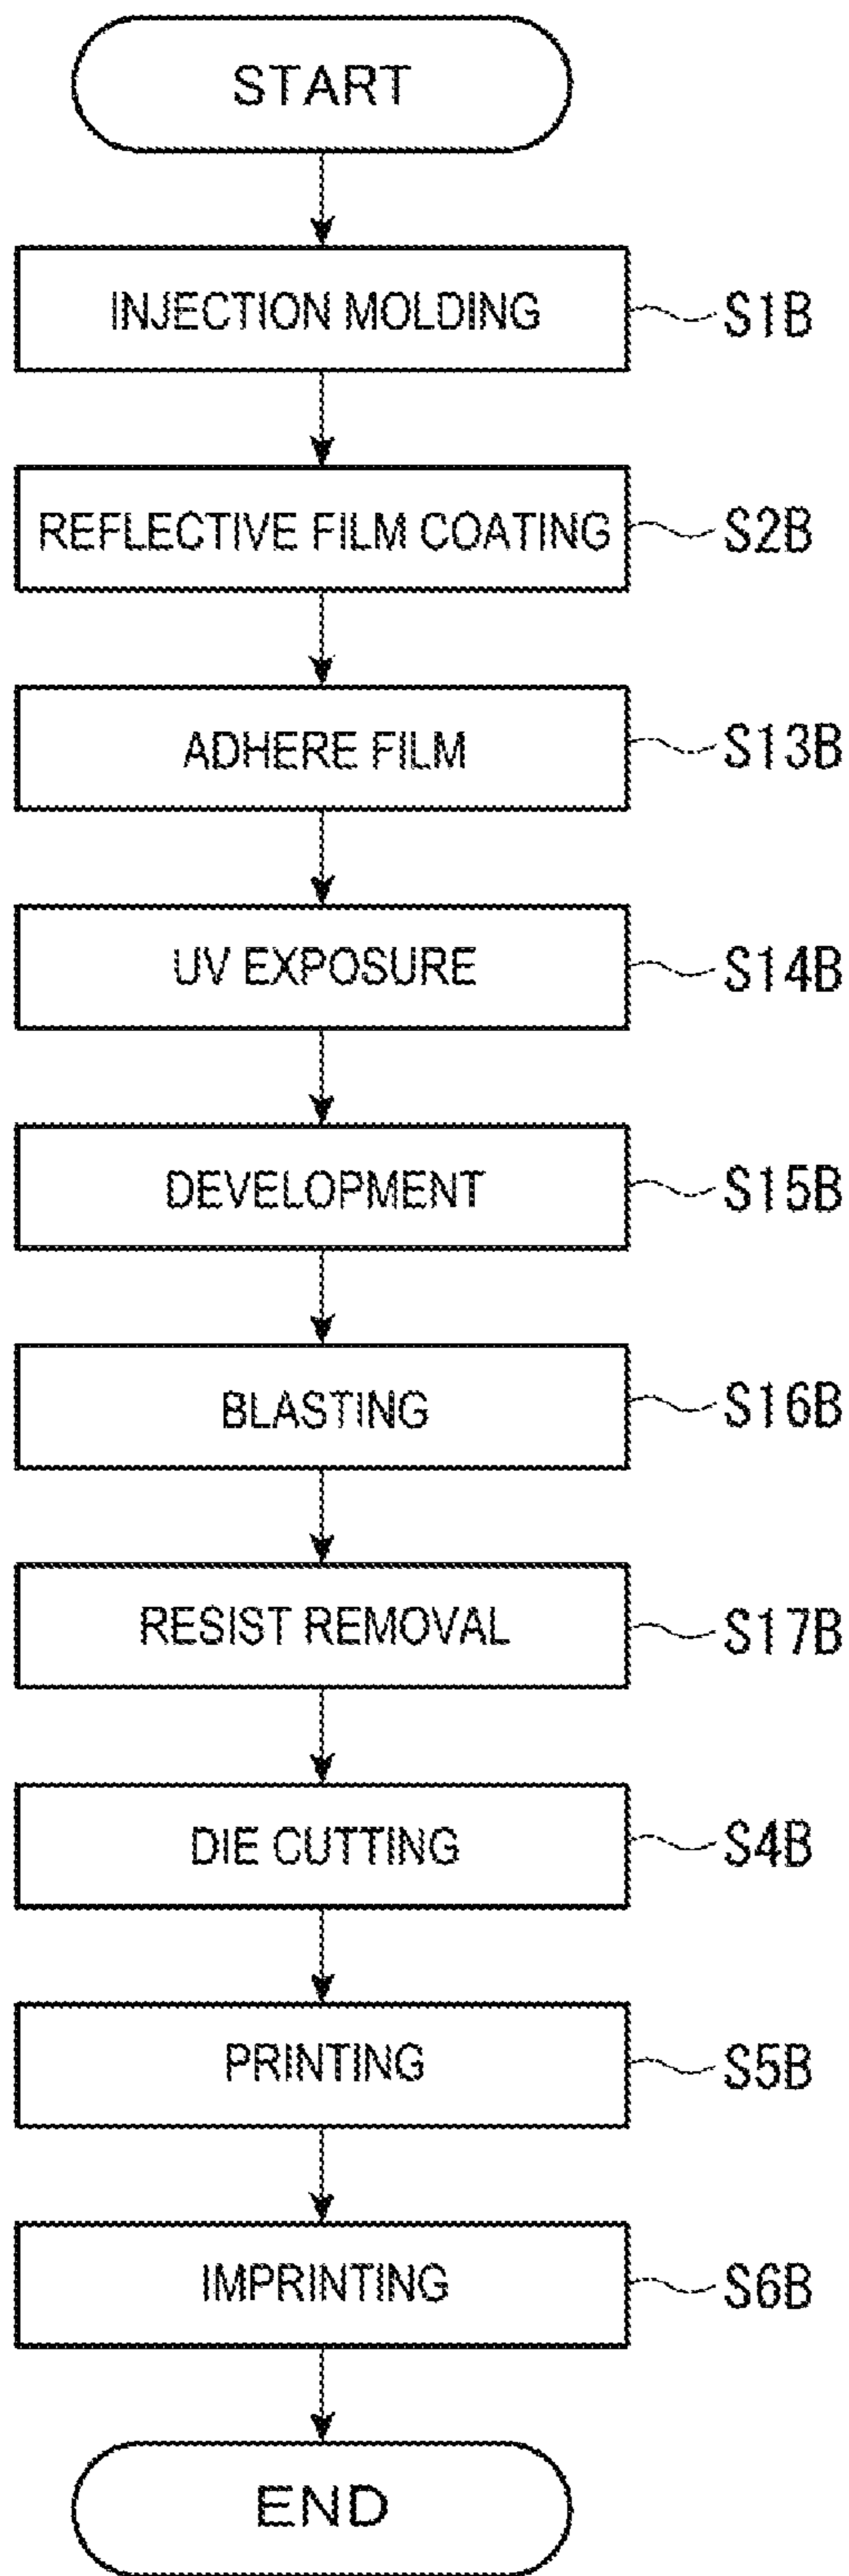 START
INJECTION MOLDING S1B
REFLECTIVE FILM COATING S2B
ADHERE FILM S13B
UV EXPOSURE S14B
DEVELOPMENT S15B
BLASTING S16B
RESIST REMOVAL S17B
DIE CUTTING S4B
PRINTING S5B
IMPRINTING S6B
END